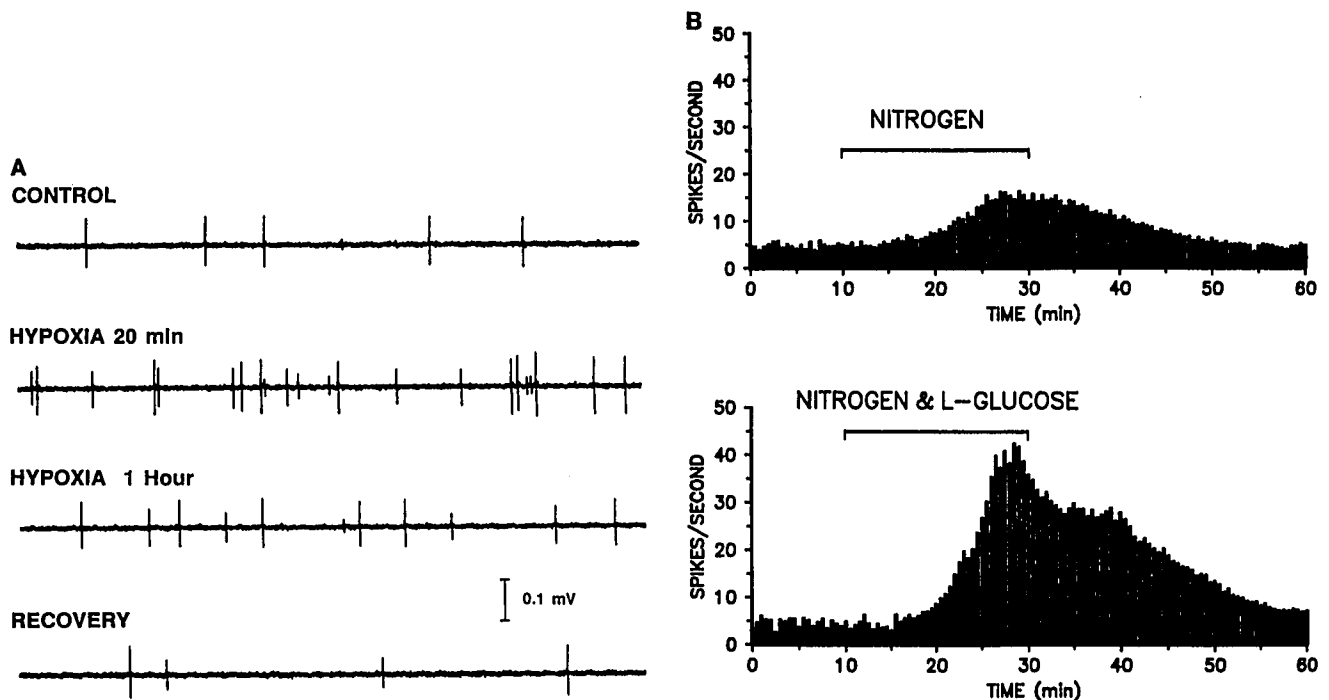 A
CONTROL
HYPOXIA 20 min
HYPOXIA 1 Hour
0.1 mV
RECOVERY
B
50
40
30
20
10
0
SPIKES/SECOND
NITROGEN
0 10 20 30 40 50 60
TIME (min)
50
40
30
20
10
0
SPIKES/SECOND
NITROGEN & L-GLUCOSE
0 10 20 30 40 50 60
TIME (min)